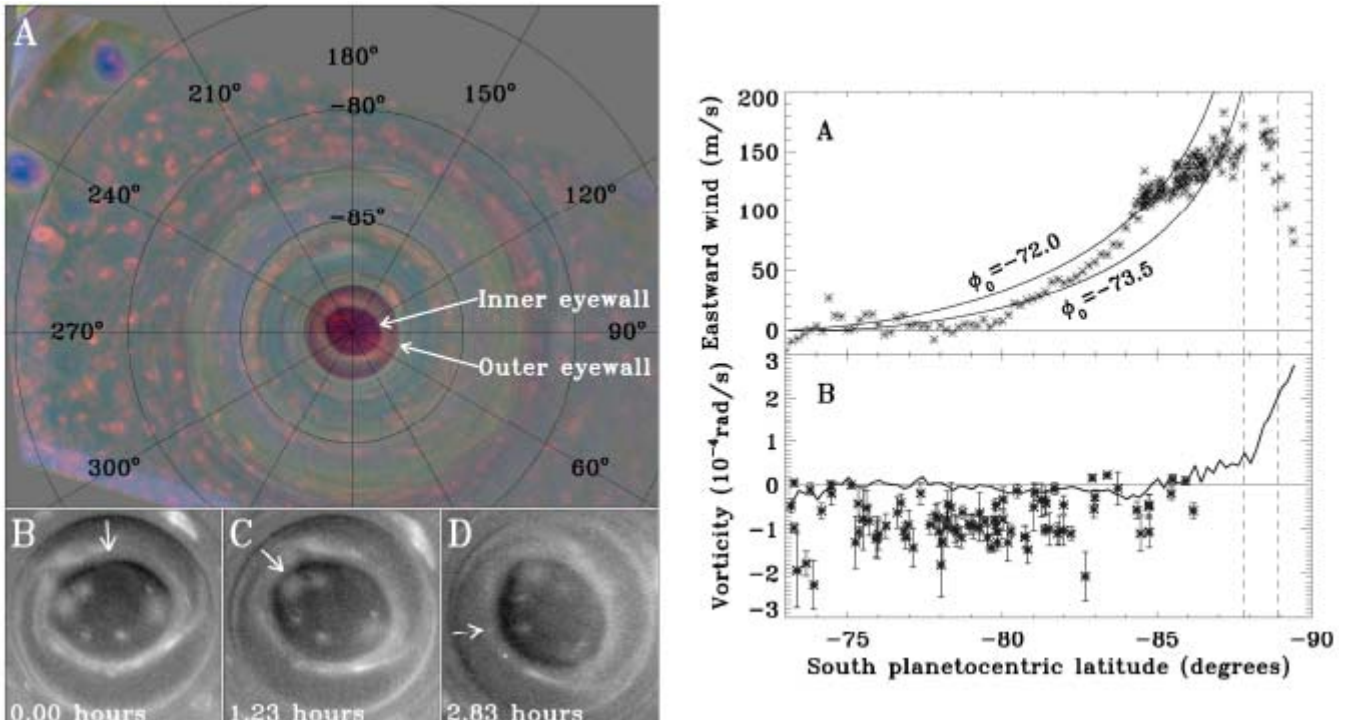 A
180°
210°
150°
-80°
240°
120°
-85°
Inner eyewall
270°
90°
Outer eyewall
300°
60°
B
C
D
0.00 hours
1.23 hours
2.83 hours
200
150
100
50
0
Eastward wind (m/s)
A
ϕ₀=-72.0
ϕ₀=-73.5
3
2
1
0
-1
-2
-3
Vorticity (10⁻⁴rad/s)
B
-75
-80
-85
-90
South planetocentric latitude (degrees)